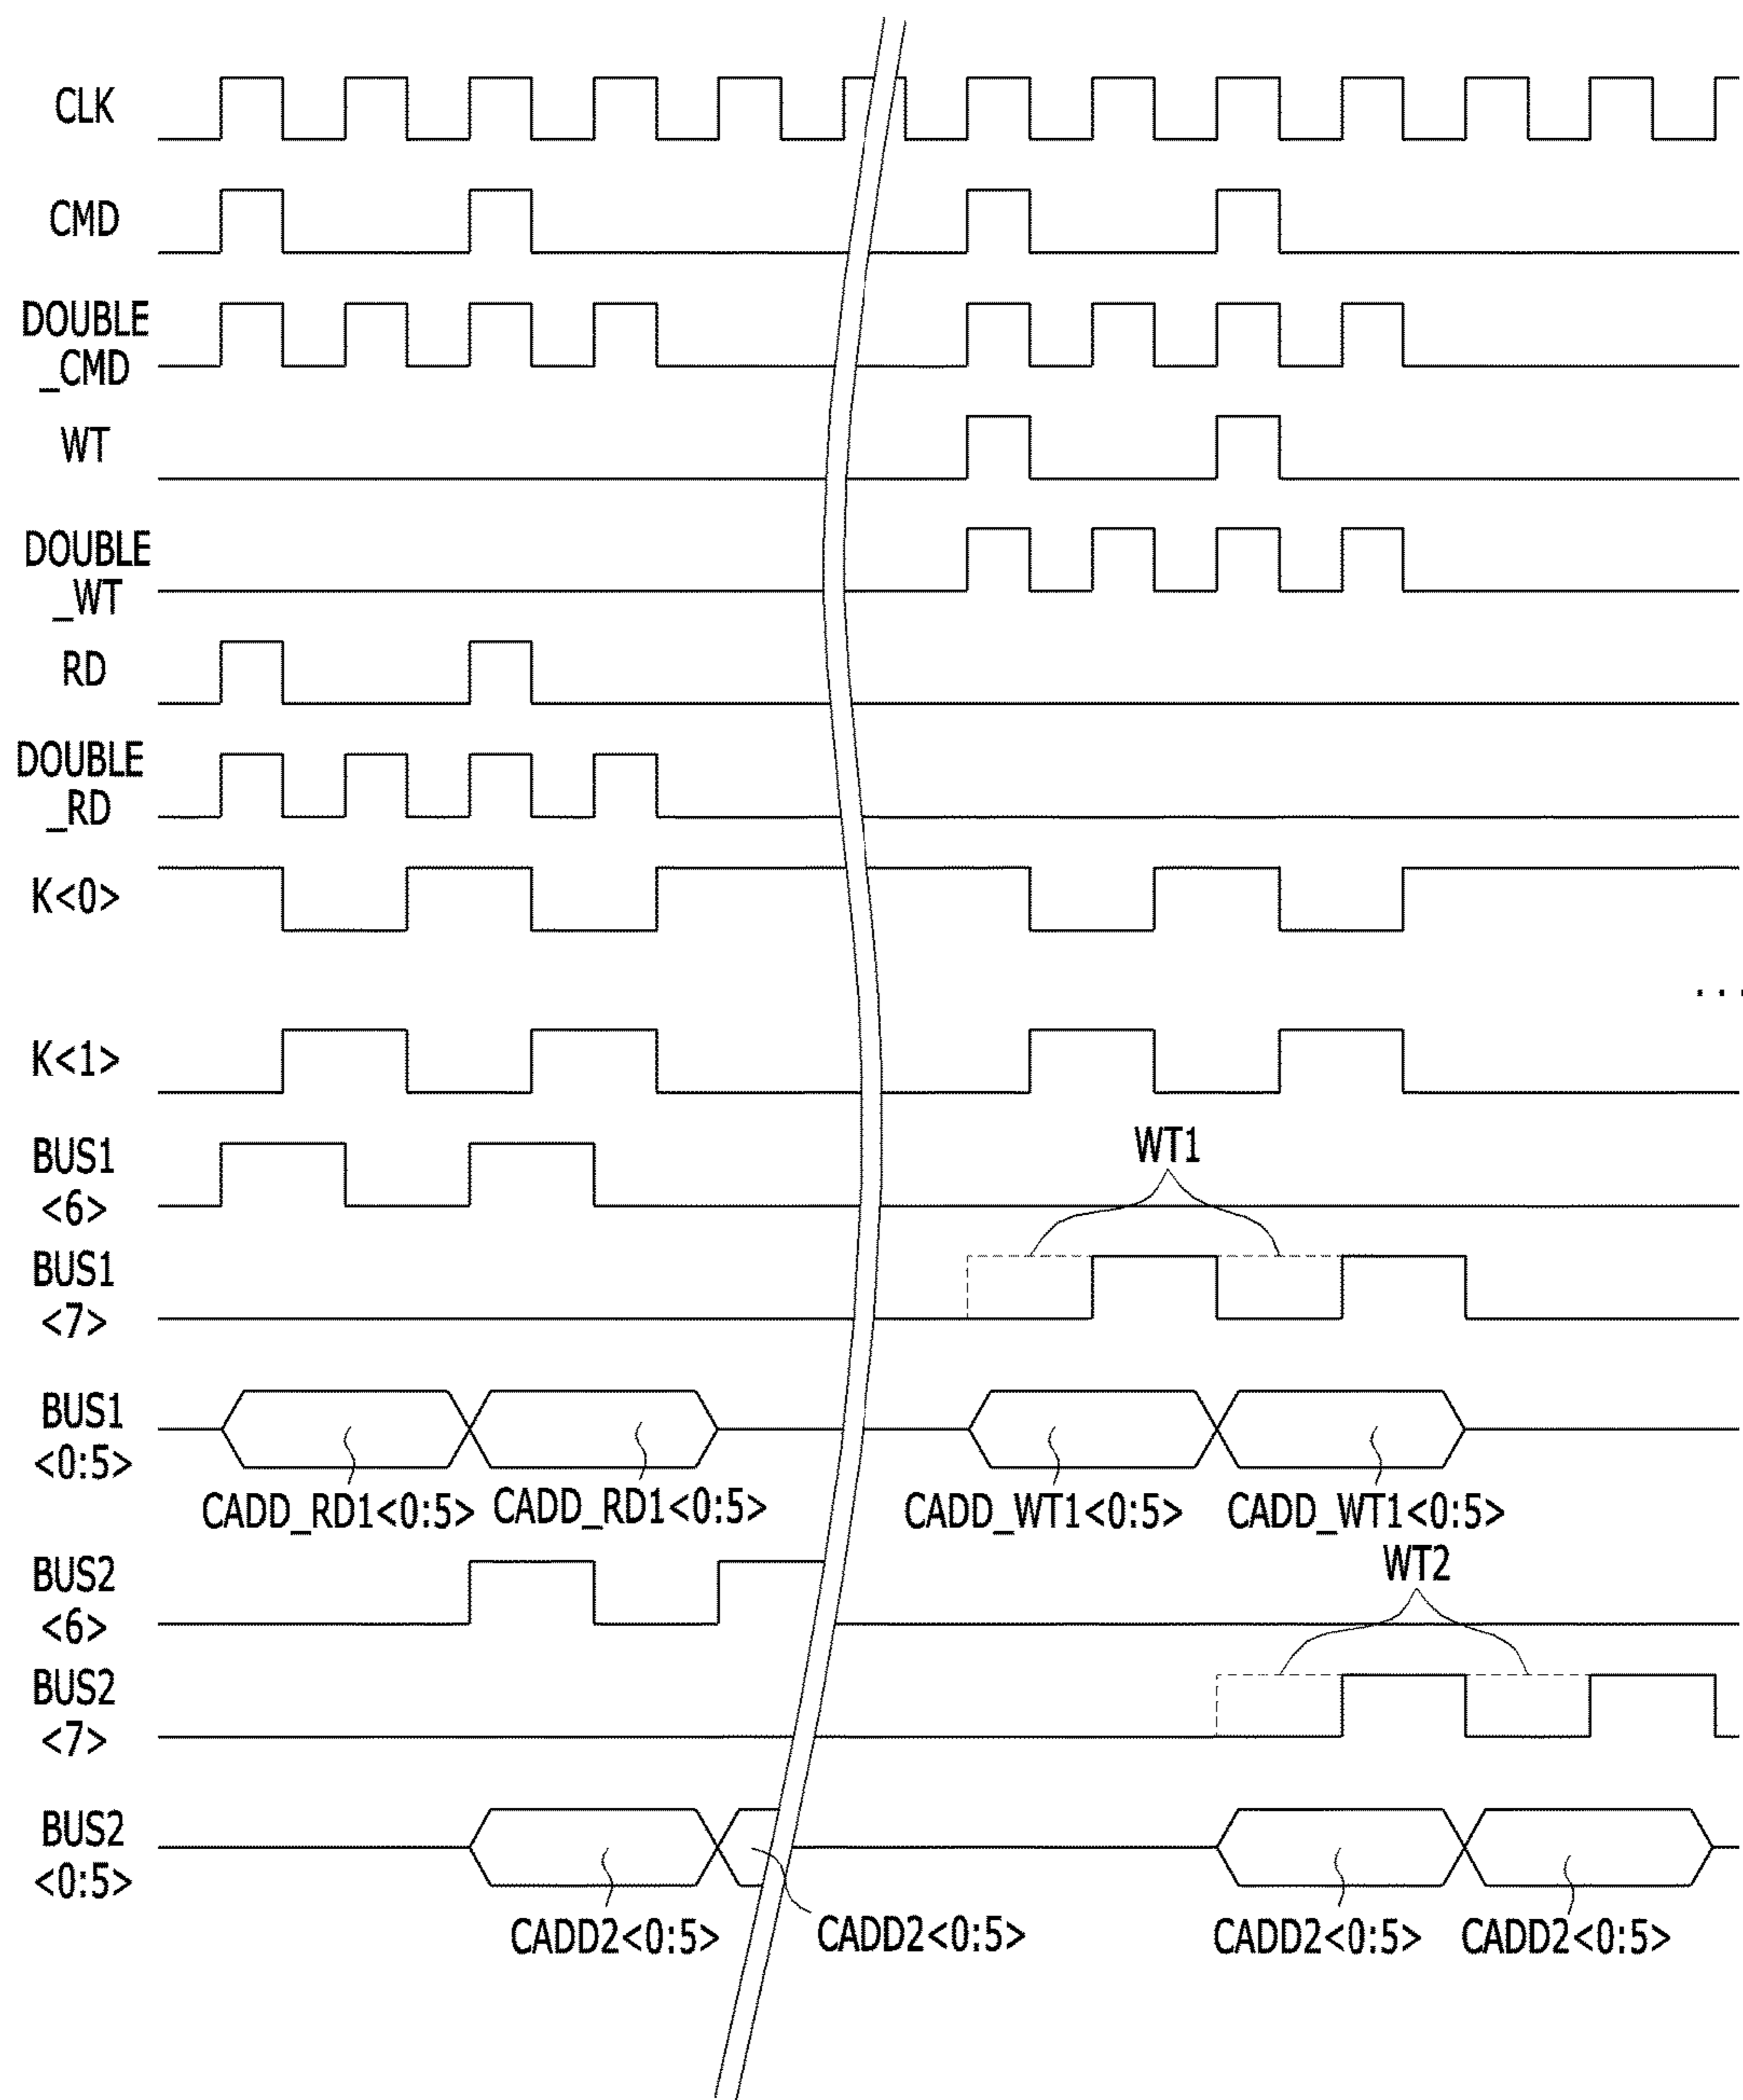 CLK
CMD
DOUBLE
_CMD
WT
DOUBLE
_WT
RD
DOUBLE
_RD
K<0>
...
K<1>
BUS1
<6>
WT1
BUS1
<7>
BUS1
<0:5>
CADD_RD1<0:5>
CADD_RD1<0:5>
CADD_WT1<0:5>
CADD_WT1<0:5>
BUS2
<6>
WT2
BUS2
<7>
BUS2
<0:5>
CADD2<0:5>
CADD2<0:5>
CADD2<0:5>
CADD2<0:5>